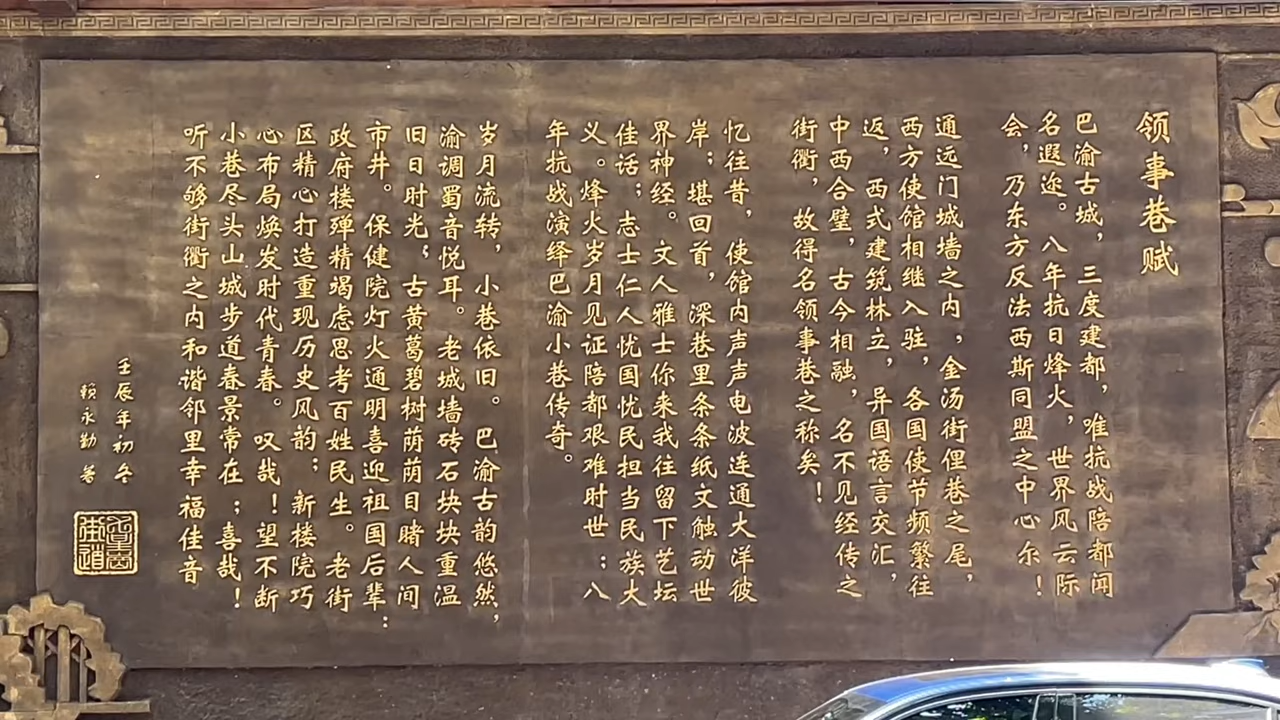 领事巷赋
巴渝古城，三度建都，唯抗战陪都闻
名遐迩。八年抗日烽火，世界风云际
会，乃东方反法西斯同盟之中心尔！
通远门城墙之内，金汤街俚巷之尾，
西方使馆相继入驻，各国使节频繁往
返，西式建筑林立，异国语言交汇，
中西合璧，古今相融，名不见经传之
街衢，故得名领事巷之称矣！
忆往昔，使馆内声声电波连通大洋彼
岸；堪回首，深巷里条条纸文触动世
界神经。文人雅士你来我往留下艺坛
佳话；志士仁人忧国忧民担当民族大
义。烽火岁月见证陪都艰难时世；八
年抗战演绎巴渝小巷传奇。
岁月流转，小巷依旧。巴渝古韵悠然，
渝调蜀音悦耳。老城墙砖石块块重温
旧日时光；古黄葛碧树荫荫目睹人间
市井。保健院灯火通明喜迎祖国后辈；
政府楼殚精竭虑思考百姓民生。老街
区精心打造重现历史风韵；新楼院巧
心布局焕发时代青春。叹哉！望不断
小巷尽头山城步道春景常在；喜哉！
听不够街衢之内和谐邻里幸福佳音
壬辰年初冬
赖永勤 著